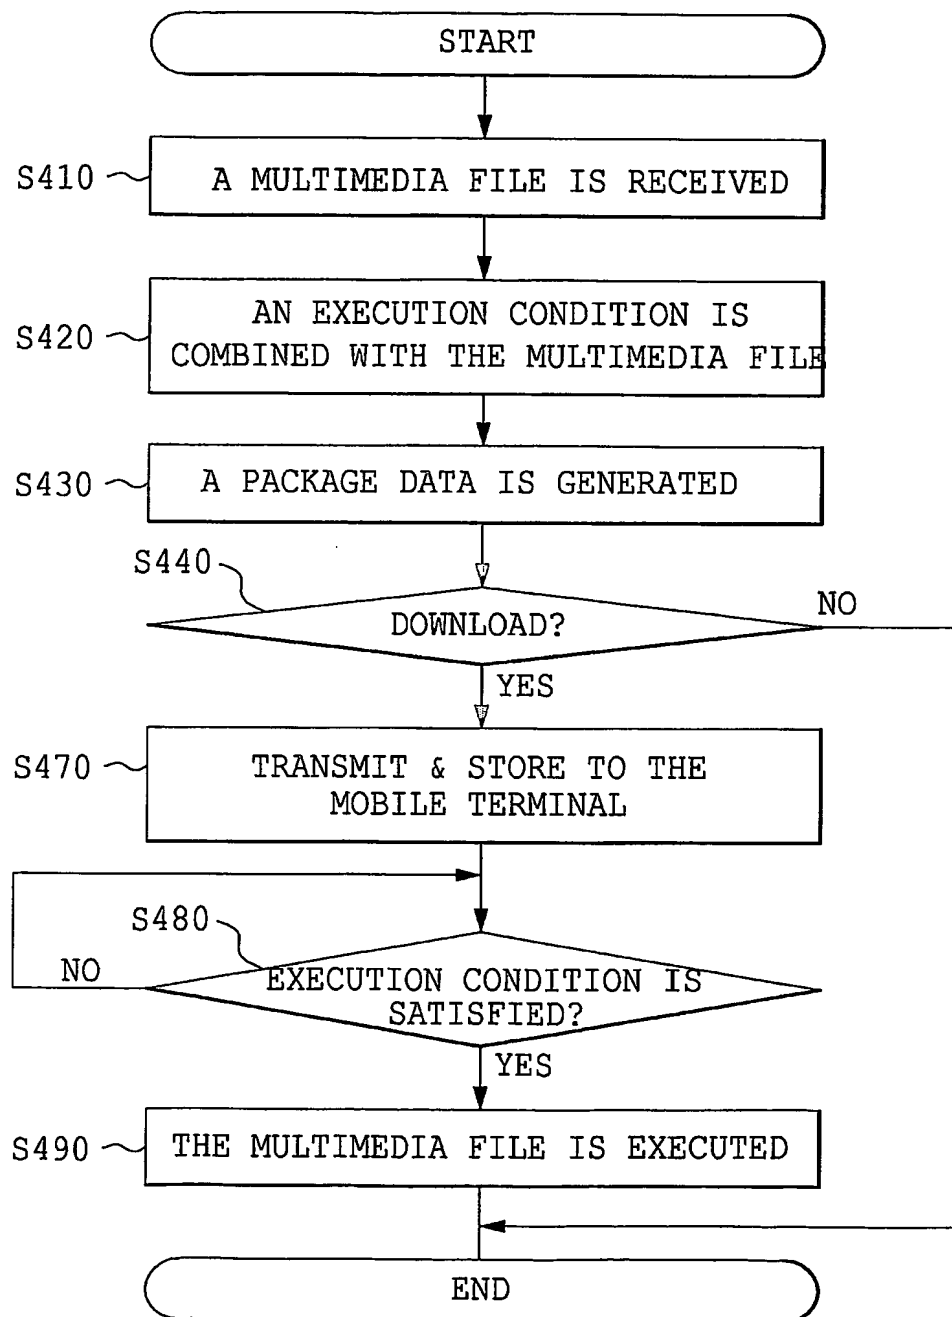 START
S410
A MULTIMEDIA FILE IS RECEIVED
S420
AN EXECUTION CONDITION IS
COMBINED WITH THE MULTIMEDIA FILE
S430
A PACKAGE DATA IS GENERATED
S440
DOWNLOAD?
NO
YES
S470
TRANSMIT & STORE TO THE
MOBILE TERMINAL
S480
NO
EXECUTION CONDITION IS
SATISFIED?
YES
S490
THE MULTIMEDIA FILE IS EXECUTED
END